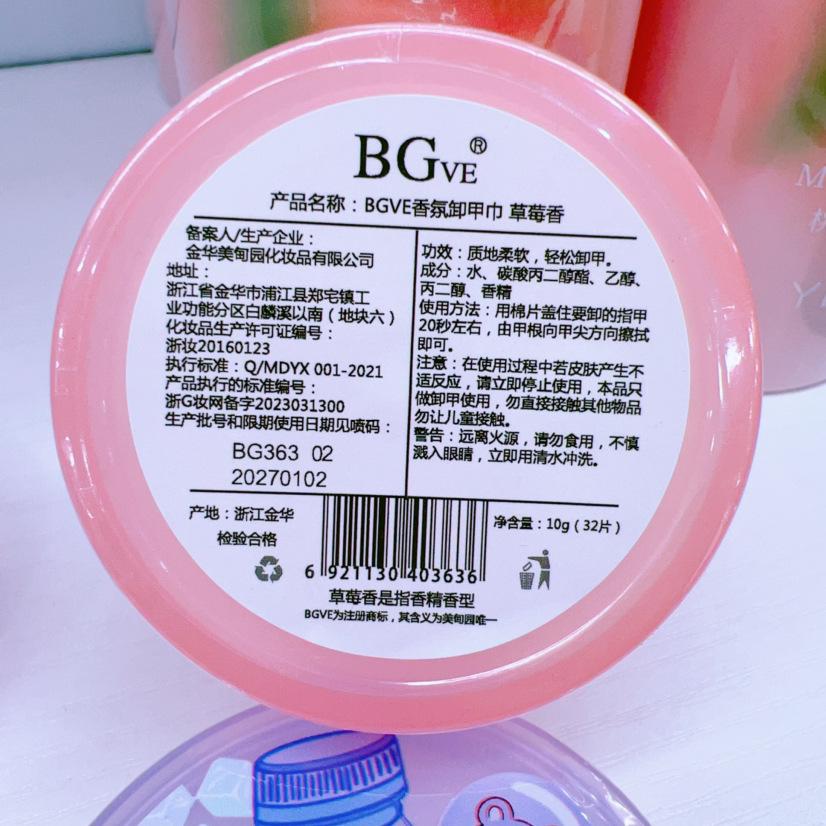 BGVE®
产品名称：BGVE香氛卸甲巾 草莓香
备案人/生产企业：
金华美甸园化妆品有限公司
地址：
浙江省金华市浦江县郑宅镇工
业功能分区白麟溪以南（地块六）
化妆品生产许可证编号：
浙妆20160123
执行标准：Q/MDYX 001-2021
产品执行的标准编号：
浙G妆网备字2023031300
生产批号和限期使用日期见喷码：
BG363 02
20270102
功效：质地柔软，轻松卸甲。
成分：水、碳酸丙二醇酯、乙醇、
丙二醇、香精
使用方法：用棉片盖住要卸的指甲
20秒左右，由甲根向甲尖方向擦拭
即可。
注意：在使用过程中若皮肤产生不
适反应，请立即停止使用，本品只
做卸甲使用，勿直接接触其他物品
勿让儿童接触。
警告：远离火源，请勿食用，不慎
溅入眼睛，立即用清水冲洗。
产地：浙江金华
检验合格
净含量：10g（32片）
6 921130 403636
草莓香是指香精香型
BGVE为注册商标，其含义为美甸园唯一